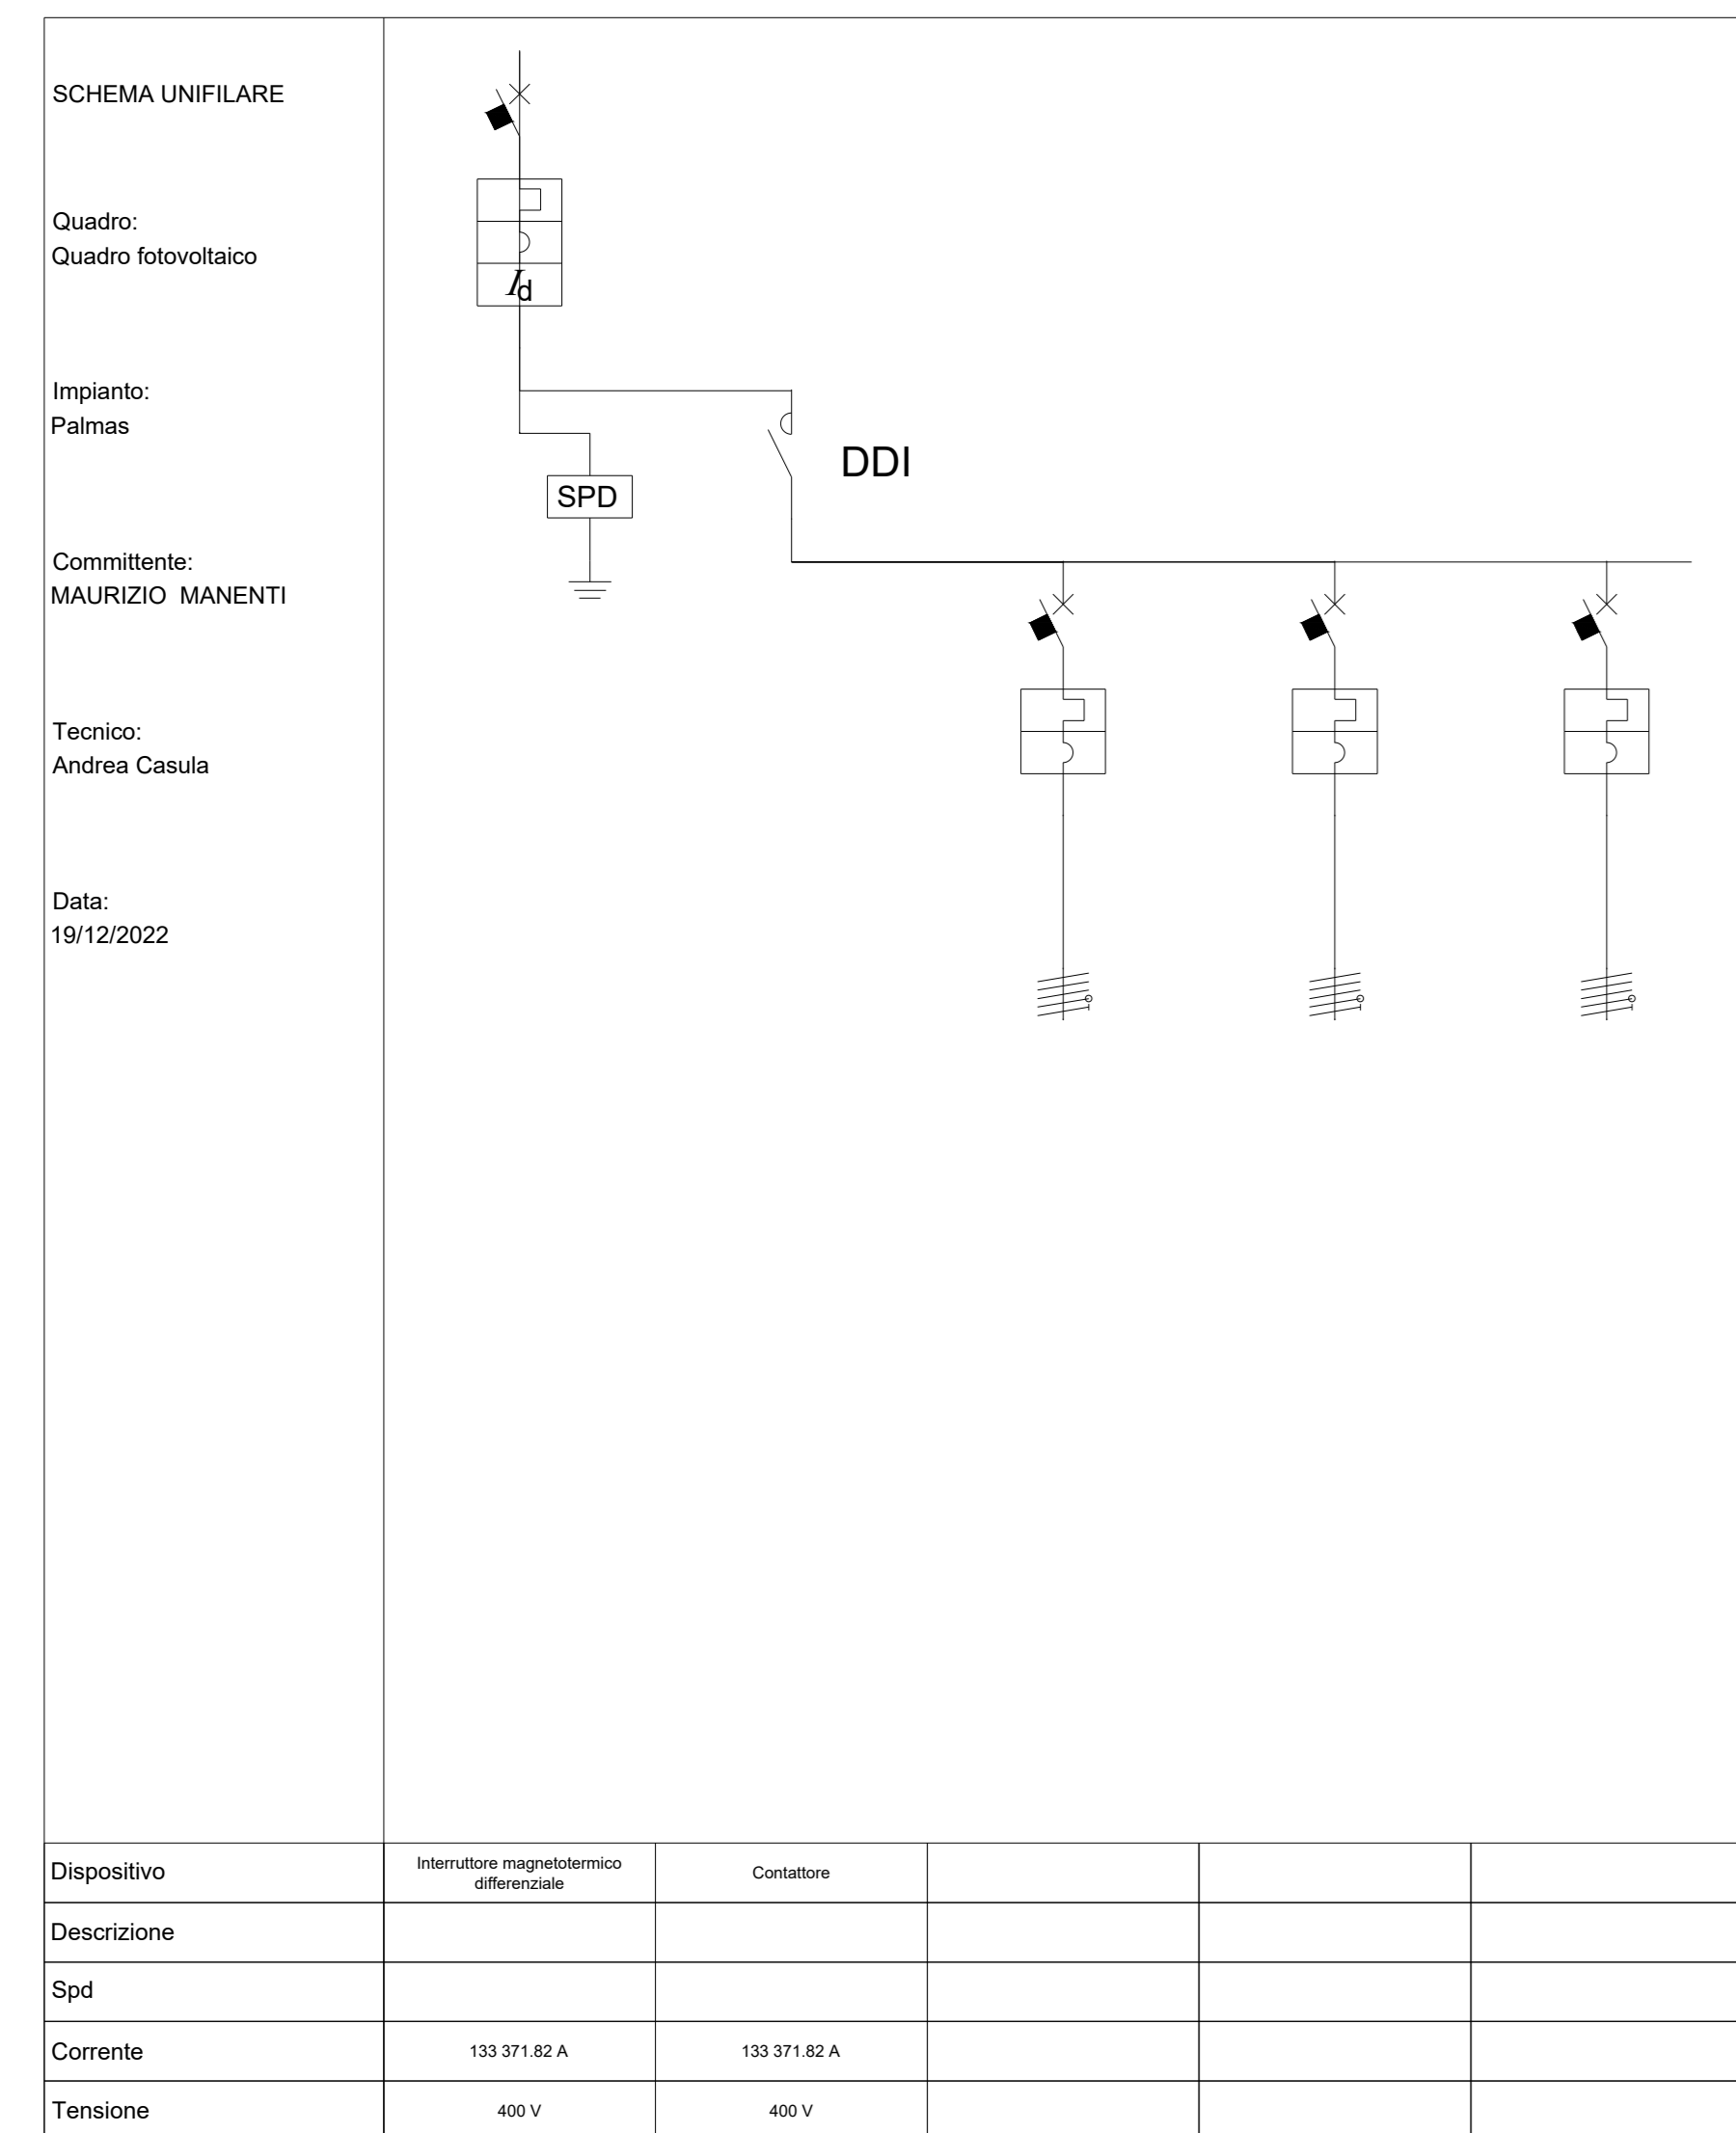 SCHEMA UNIFILARE
Quadro:
Quadro fotovoltaico
Impianto:
Palmas
Committente:
MAURIZIO MANENTI
Tecnico:
Andrea Casula
Data:
19/12/2022
Id
DDI
SPD
Dispositivo
Interruttore magnetotermico
differenziale
Contattore
Descrizione
Spd
Corrente
133 371.82 A
133 371.82 A
Tensione
400 V
400 V